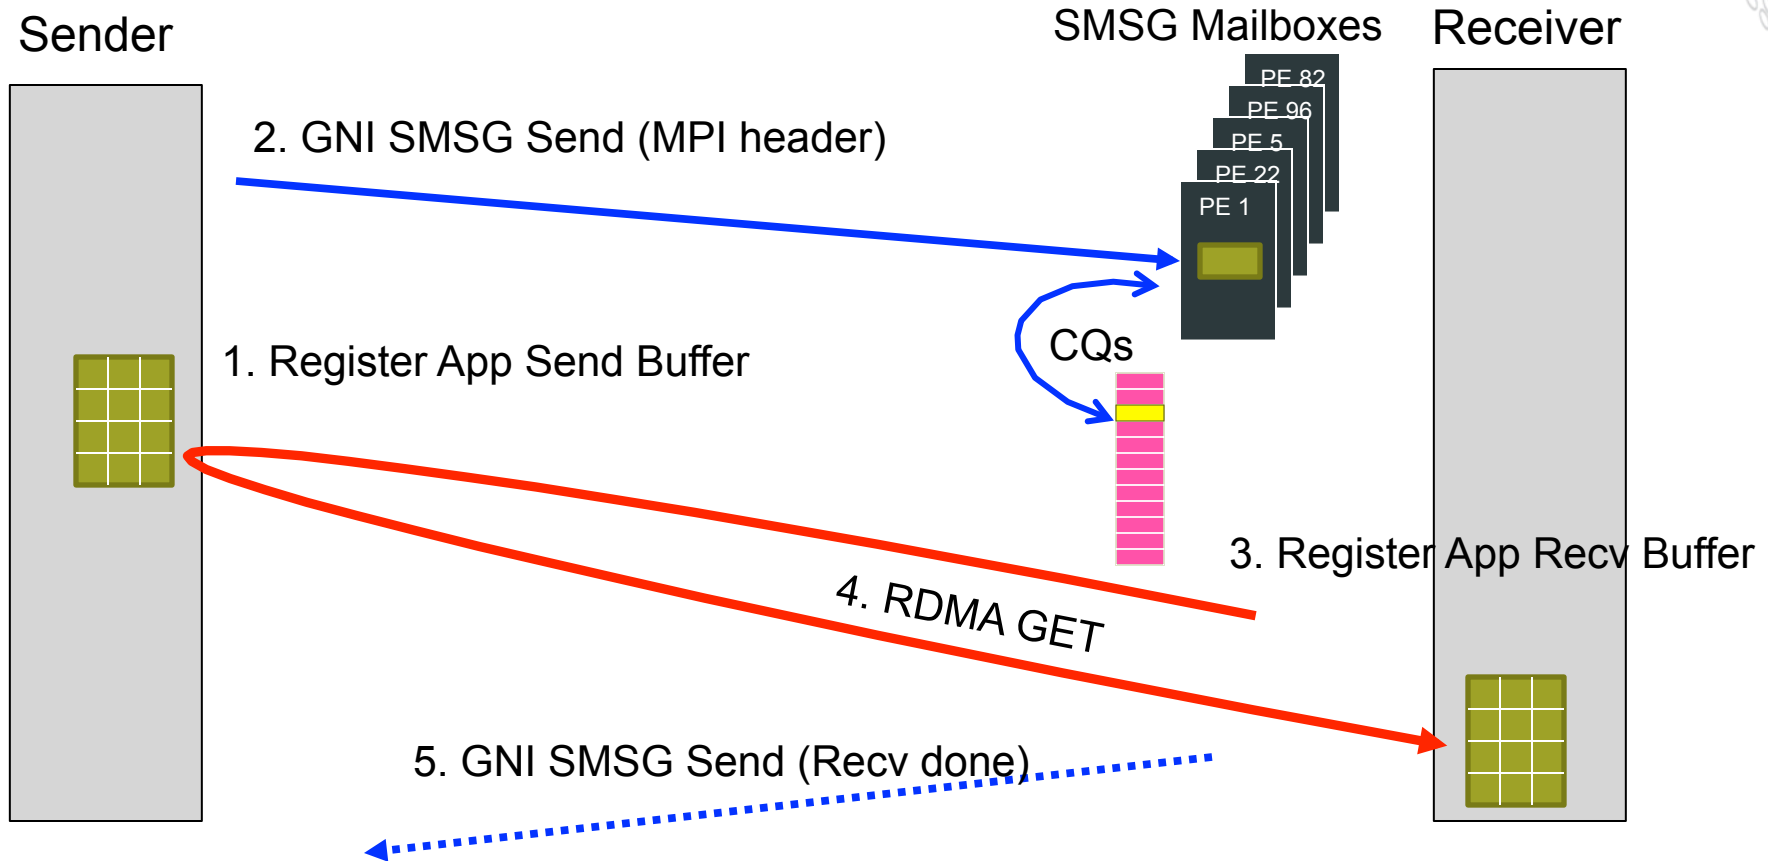 Sender
SMSG Mailboxes
Receiver
PE 82
PE 96
PE 5
PE 22
PE 1
2. GNI SMSG Send (MPI header)
CQs
1. Register App Send Buffer
3. Register App Recv Buffer
4. RDMA GET
5. GNI SMSG Send (Recv done)